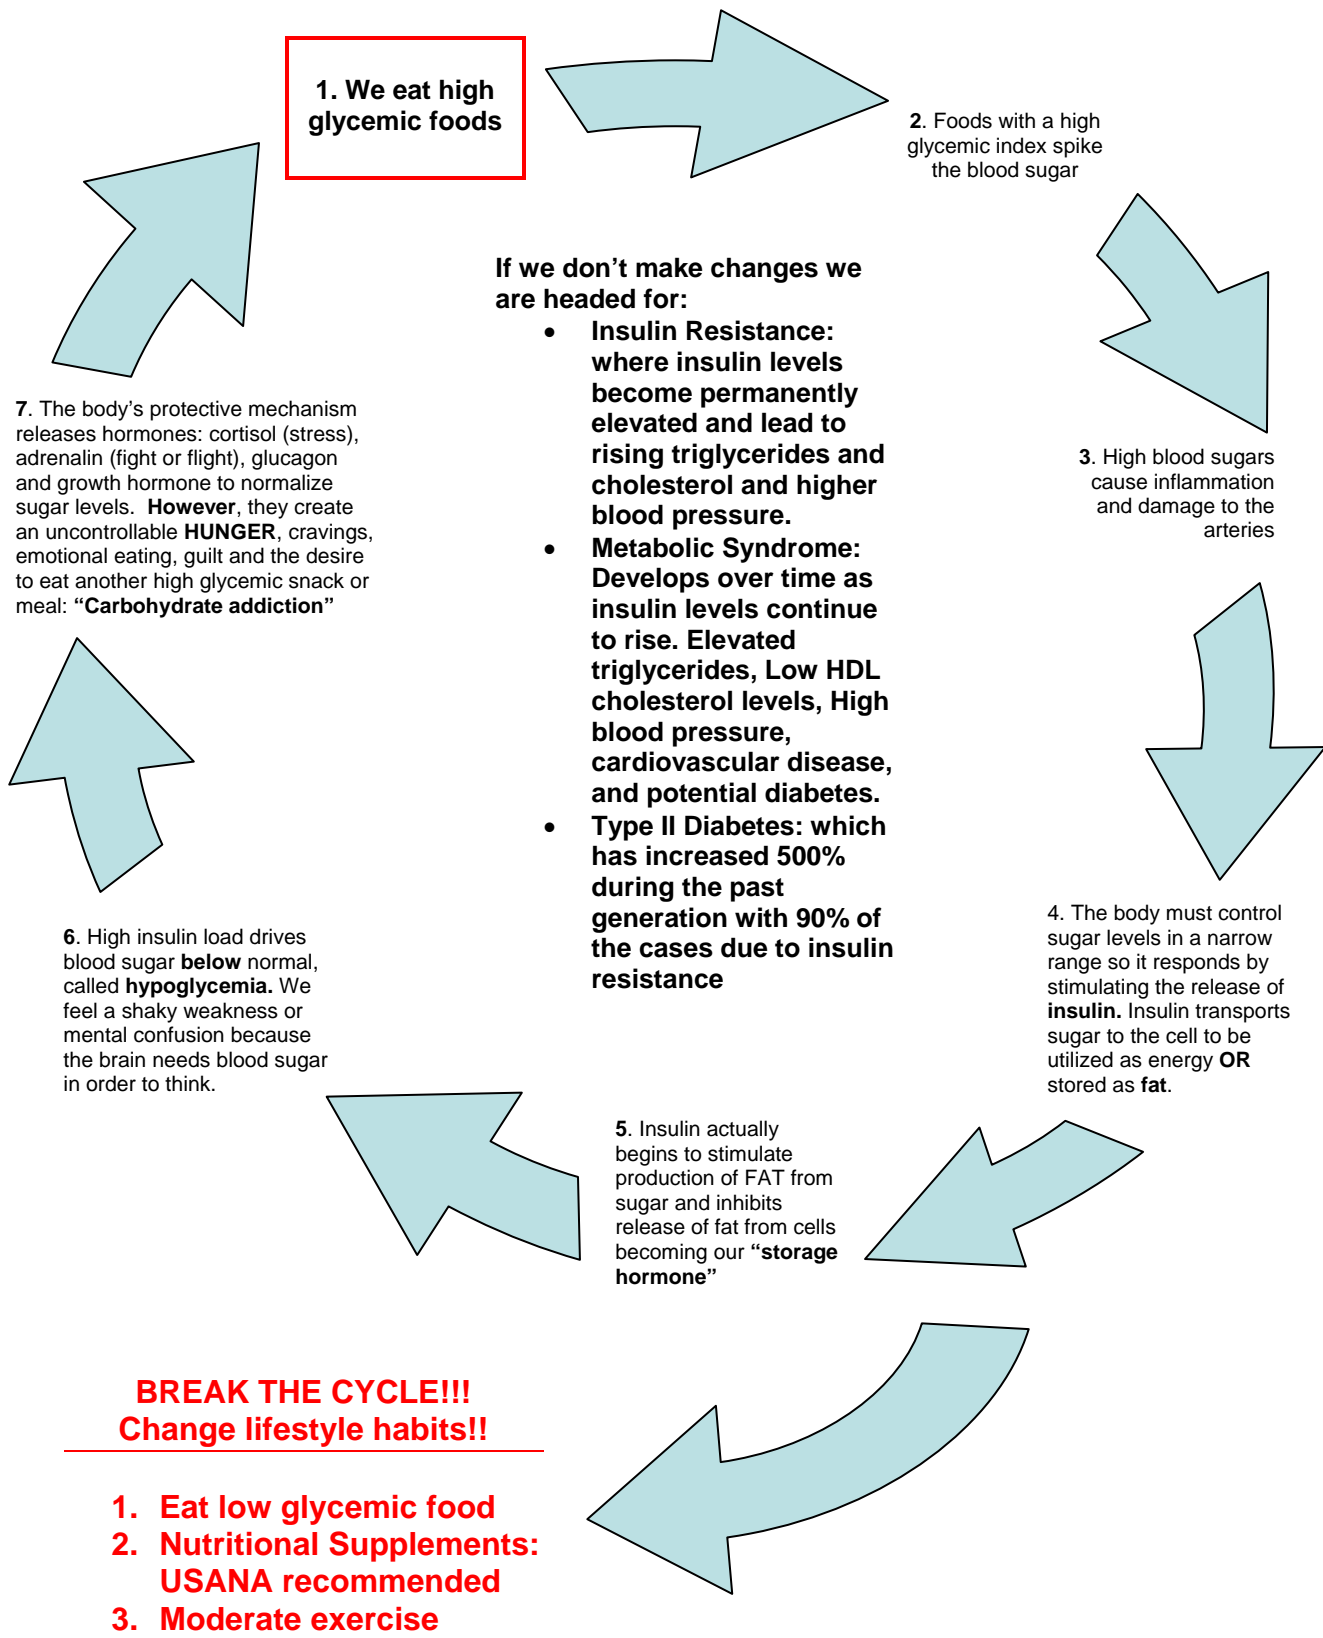 1. We eat high
glycemic foods
2. Foods with a high
glycemic index spike
the blood sugar
3. High blood sugars
cause inflammation
and damage to the
arteries
4. The body must control
sugar levels in a narrow
range so it responds by
stimulating the release of
insulin. Insulin transports
sugar to the cell to be
utilized as energy OR
stored as fat.
5. Insulin actually
begins to stimulate
production of FAT from
sugar and inhibits
release of fat from cells
becoming our “storage
hormone”
6. High insulin load drives
blood sugar below normal,
called hypoglycemia. We
feel a shaky weakness or
mental confusion because
the brain needs blood sugar
in order to think.
7. The body’s protective mechanism
releases hormones: cortisol (stress),
adrenalin (fight or flight), glucagon
and growth hormone to normalize
sugar levels. However, they create
an uncontrollable HUNGER, cravings,
emotional eating, guilt and the desire
to eat another high glycemic snack or
meal: “Carbohydrate addiction”
If we don’t make changes we
are headed for:
• Insulin Resistance:
where insulin levels
become permanently
elevated and lead to
rising triglycerides and
cholesterol and higher
blood pressure.
• Metabolic Syndrome:
Develops over time as
insulin levels continue
to rise. Elevated
triglycerides, Low HDL
cholesterol levels, High
blood pressure,
cardiovascular disease,
and potential diabetes.
• Type II Diabetes: which
has increased 500%
during the past
generation with 90% of
the cases due to insulin
resistance
BREAK THE CYCLE!!!
Change lifestyle habits!!
1. Eat low glycemic food
2. Nutritional Supplements:
USANA recommended
3. Moderate exercise